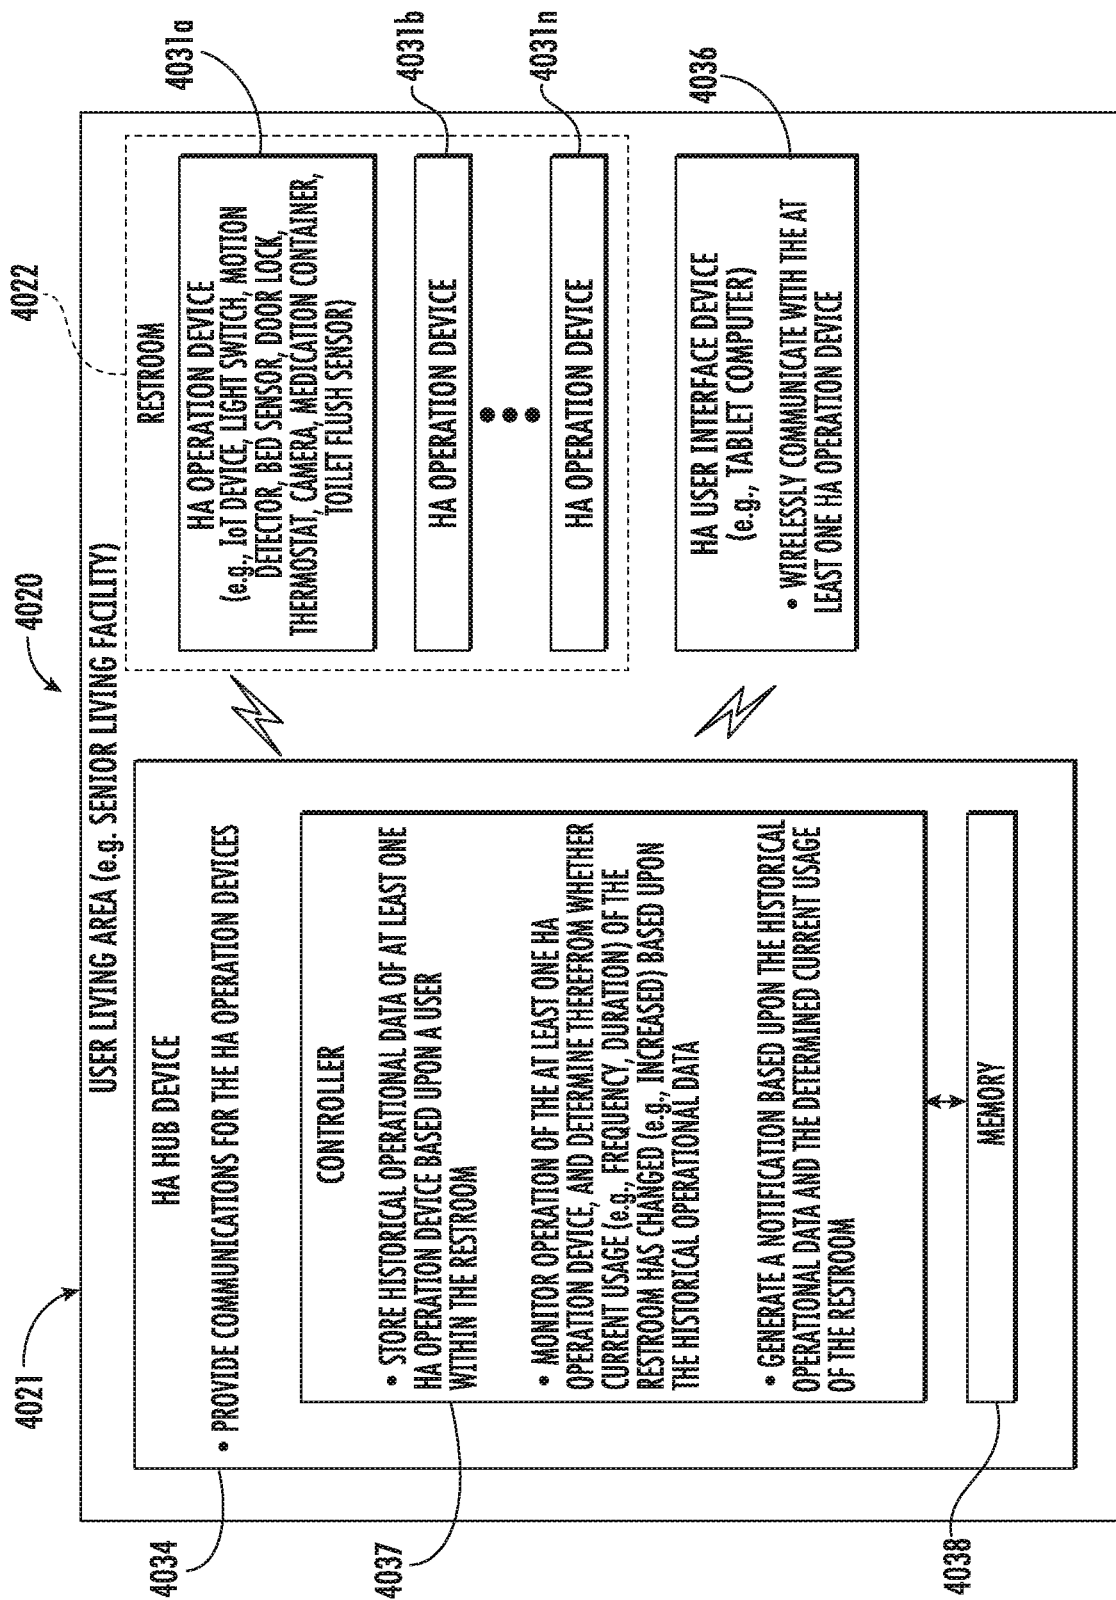 4020
4021
USER LIVING AREA (e.g. SENIOR LIVING FACILITY)
4034
HA HUB DEVICE
• PROVIDE COMMUNICATIONS FOR THE HA OPERATION DEVICES
4037
CONTROLLER
• STORE HISTORICAL OPERATIONAL DATA OF AT LEAST ONE
HA OPERATION DEVICE BASED UPON A USER
WITHIN THE RESTROOM
• MONITOR OPERATION OF THE AT LEAST ONE HA
OPERATION DEVICE, AND DETERMINE THEREFROM WHETHER
CURRENT USAGE (e.g., FREQUENCY, DURATION) OF THE
RESTROOM HAS CHANGED (e.g., INCREASED) BASED UPON
THE HISTORICAL OPERATIONAL DATA
• GENERATE A NOTIFICATION BASED UPON THE HISTORICAL
OPERATIONAL DATA AND THE DETERMINED CURRENT USAGE
OF THE RESTROOM
4038
MEMORY
4022
RESTROOM
4031a
HA OPERATION DEVICE
(e.g., IoT DEVICE, LIGHT SWITCH, MOTION
DETECTOR, BED SENSOR, DOOR LOCK,
THERMOSTAT, CAMERA, MEDICATION CONTAINER,
TOILET FLUSH SENSOR)
4031b
HA OPERATION DEVICE
4031n
HA OPERATION DEVICE
4036
HA USER INTERFACE DEVICE
(e.g., TABLET COMPUTER)
• WIRELESSLY COMMUNICATE WITH THE AT
LEAST ONE HA OPERATION DEVICE